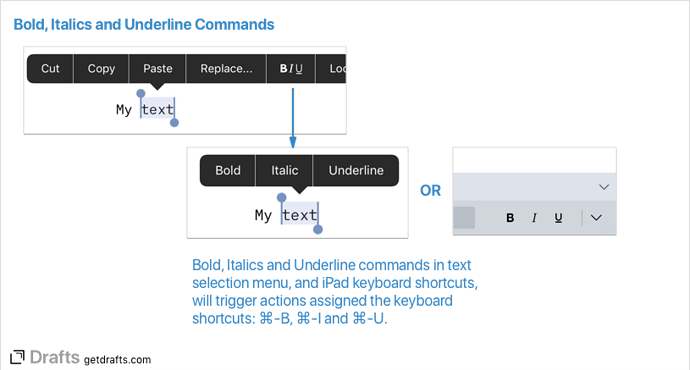 Bold, Italics and Underline Commands
Cut Copy Paste Replace... B I U
My text
Bold Italic Underline
My text
OR
B I U
Bold, Italics and Underline commands in text
selection menu, and iPad keyboard shortcuts,
will trigger actions assigned the keyboard
shortcuts: ⌘-B, ⌘-I and ⌘-U.
Drafts getdrafts.com